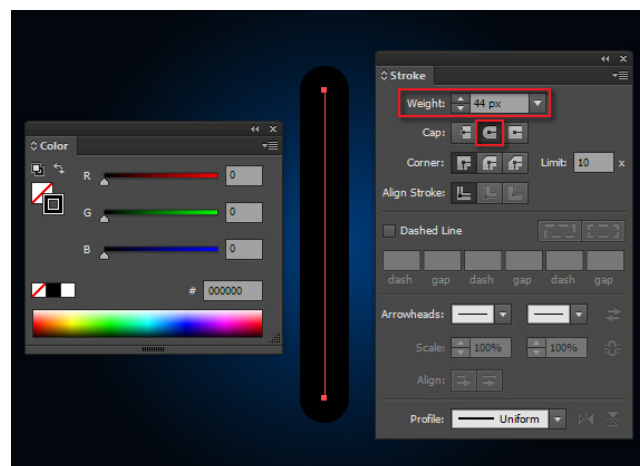 Color
R 0
G 0
B 0
# 000000
Stroke
Weight: 44 px
Cap:
Corner: Limit: 10 x
Align Stroke:
Dashed Line
dash gap dash gap dash gap
Arrowheads:
Scale: 100% 100%
Align:
Profile: Uniform